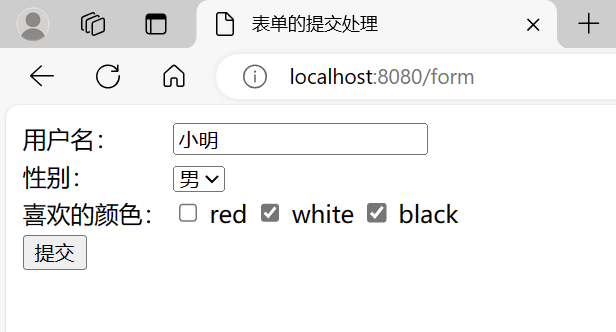 表单的提交处理
localhost:8080/form
用户名： 小明
性别： 男
喜欢的颜色： red white black
提交